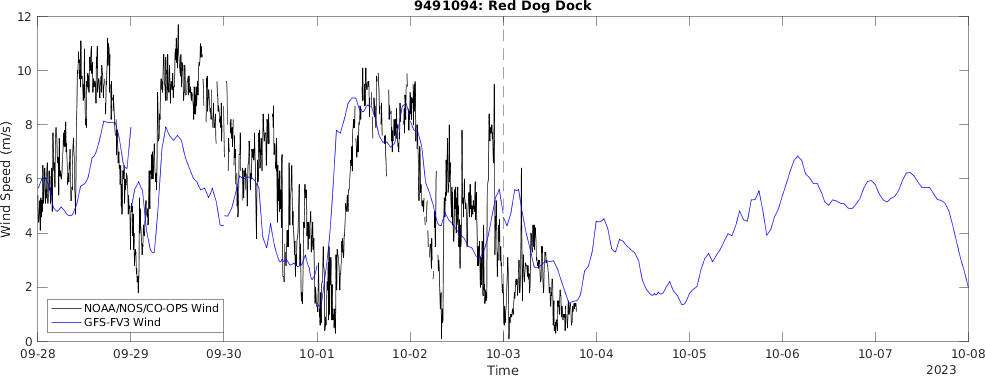 9491094: Red Dog Dock
Wind Speed (m/s)
12
10
8
6
4
2
0
NOAA/NOS/CO-OPS Wind
GFS-FV3 Wind
09-28 09-29 09-30 10-01 10-02 10-03 10-04 10-05 10-06 10-07 10-08
Time
2023